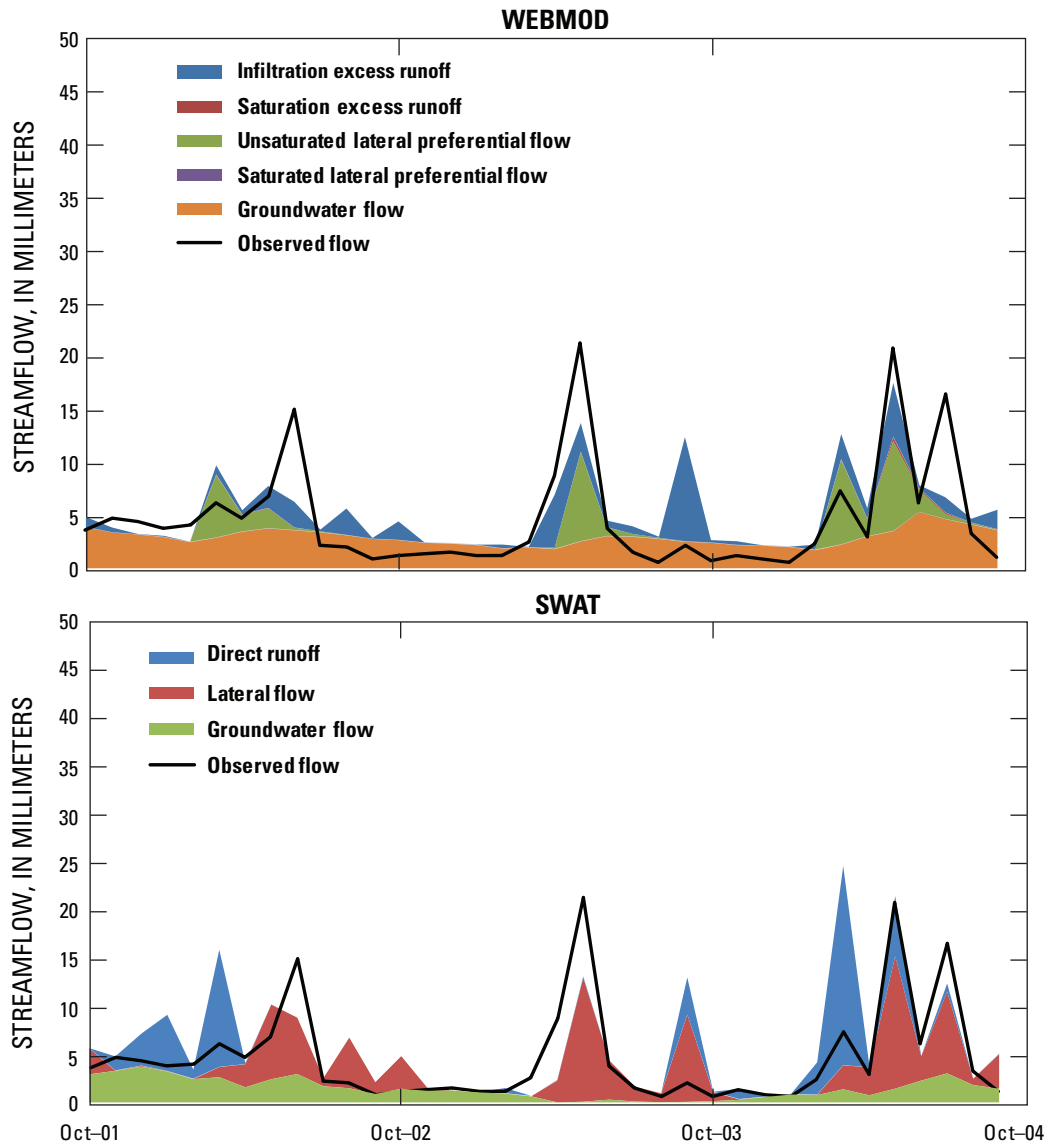 WEBMOD
STREAMFLOW, IN MILLIMETERS
50
45
40
35
30
25
20
15
10
5
0
Infiltration excess runoff
Saturation excess runoff
Unsaturated lateral preferential flow
Saturated lateral preferential flow
Groundwater flow
Observed flow
SWAT
STREAMFLOW, IN MILLIMETERS
50
45
40
35
30
25
20
15
10
5
0
Direct runoff
Lateral flow
Groundwater flow
Observed flow
Oct–01 Oct–02 Oct–03 Oct–04